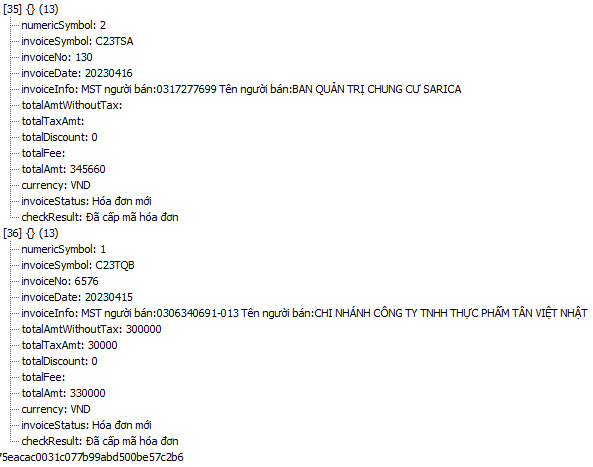 [35] {} (13)
numericSymbol: 2
invoiceSymbol: C23TSA
invoiceNo: 130
invoiceDate: 20230416
invoiceInfo: MST người bán:0317277699 Tên người bán:BAN QUẢN TRỊ CHUNG CƯ SARICA
totalAmtWithoutTax:
totalTaxAmt:
totalDiscount: 0
totalFee:
totalAmt: 345660
currency: VND
invoiceStatus: Hóa đơn mới
checkResult: Đã cấp mã hóa đơn
[36] {} (13)
numericSymbol: 1
invoiceSymbol: C23TQB
invoiceNo: 6576
invoiceDate: 20230415
invoiceInfo: MST người bán:0306340691-013 Tên người bán:CHI NHÁNH CÔNG TY TNHH THỰC PHẨM TÂN VIỆT NHẬT
totalAmtWithoutTax: 300000
totalTaxAmt: 30000
totalDiscount: 0
totalFee:
totalAmt: 330000
currency: VND
invoiceStatus: Hóa đơn mới
checkResult: Đã cấp mã hóa đơn
75eacac0031c077b99abd500be57c2b6